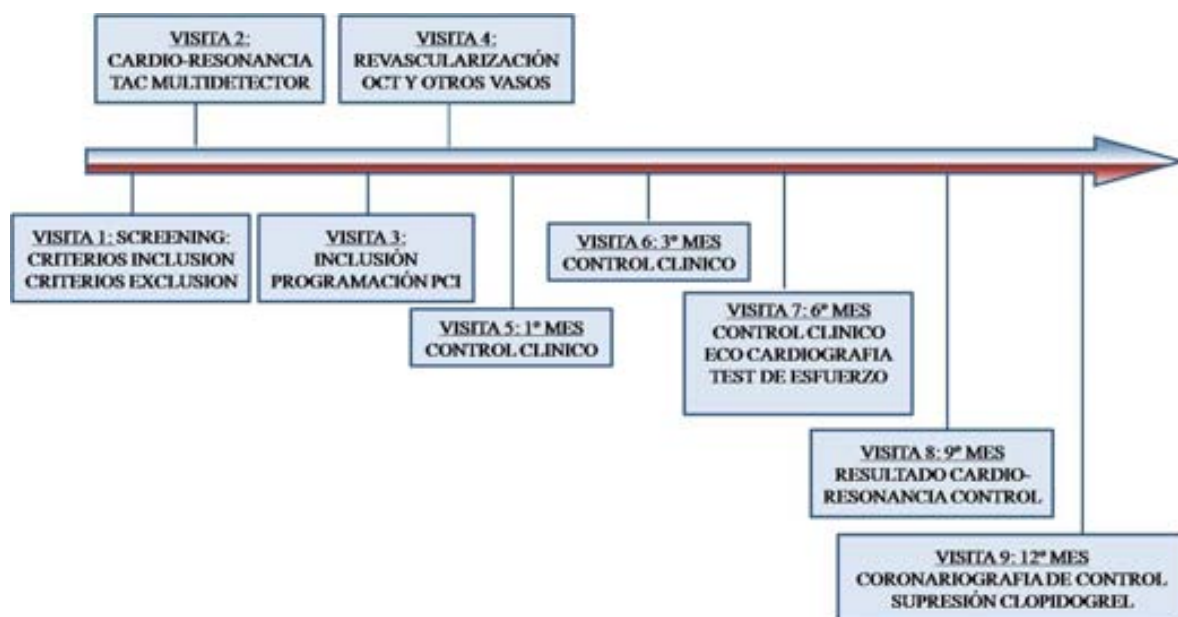 VISITA 2:
CARDIO-RESONANCIA
TAC MULTIDETECTOR
VISITA 4:
REVASCULARIZACIÓN
OCT Y OTROS VASOS
VISITA 1: SCREENING:
CRITERIOS INCLUSION
CRITERIOS EXCLUSION
VISITA 3:
INCLUSIÓN
PROGRAMACIÓN PCI
VISITA 5: 1º MES
CONTROL CLINICO
VISITA 6: 3º MES
CONTROL CLINICO
VISITA 7: 6º MES
CONTROL CLINICO
ECO CARDIOGRAFIA
TEST DE ESFUERZO
VISITA 8: 9º MES
RESULTADO CARDIO-
RESONANCIA CONTROL
VISITA 9: 12º MES
CORONARIOGRAFIA DE CONTROL
SUPRESIÓN CLOPIDOGREL